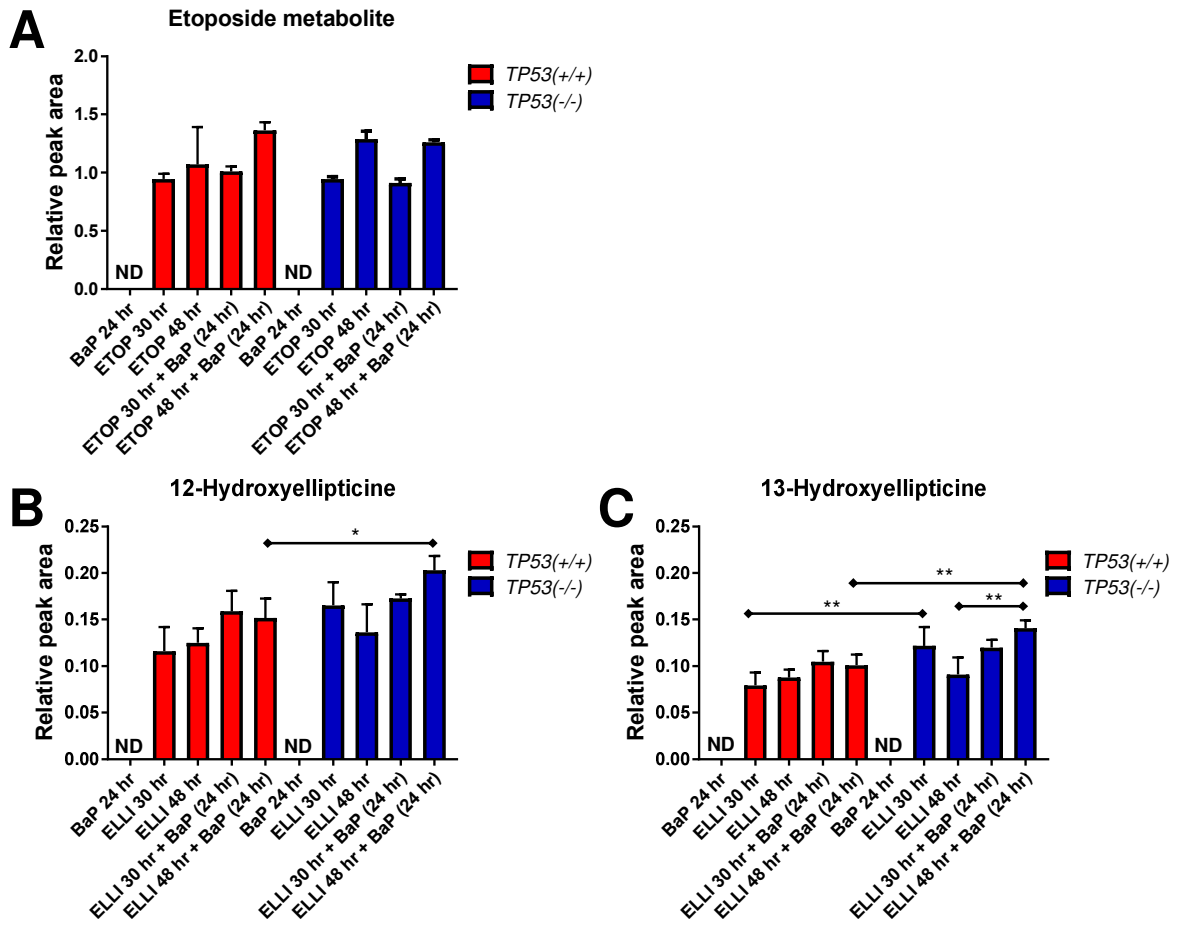 A
Etoposide metabolite
Relative peak area
2.0
1.5
1.0
0.5
0.0
ND
ND
BaP 24 hr
ETOP 30 hr
ETOP 48 hr
ETOP 30 hr + BaP (24 hr)
ETOP 48 hr + BaP (24 hr)
BaP 24 hr
ETOP 30 hr
ETOP 48 hr
ETOP 30 hr + BaP (24 hr)
ETOP 48 hr + BaP (24 hr)
TP53(+/+)
TP53(-/-)
B
12-Hydroxyellipticine
Relative peak area
0.25
0.20
0.15
0.10
0.05
0.00
*
ND
ND
BaP 24 hr
ELLI 30 hr
ELLI 48 hr
ELLI 30 hr + BaP (24 hr)
ELLI 48 hr + BaP (24 hr)
BaP 24 hr
ELLI 30 hr
ELLI 48 hr
ELLI 30 hr + BaP (24 hr)
ELLI 48 hr + BaP (24 hr)
TP53(+/+)
TP53(-/-)
C
13-Hydroxyellipticine
Relative peak area
0.25
0.20
0.15
0.10
0.05
0.00
**
**
**
ND
ND
BaP 24 hr
ELLI 30 hr
ELLI 48 hr
ELLI 30 hr + BaP (24 hr)
ELLI 48 hr + BaP (24 hr)
BaP 24 hr
ELLI 30 hr
ELLI 48 hr
ELLI 30 hr + BaP (24 hr)
ELLI 48 hr + BaP (24 hr)
TP53(+/+)
TP53(-/-)